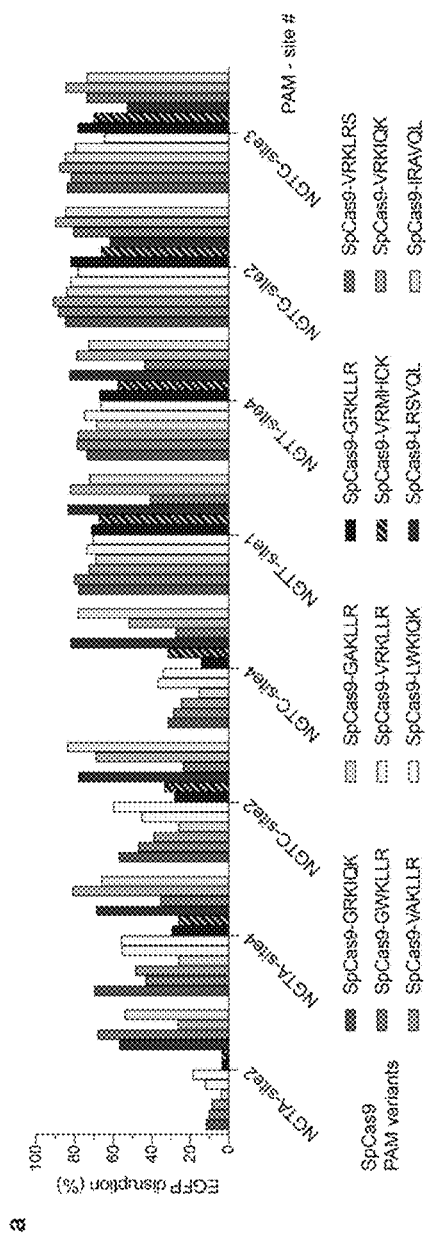 a
EGFP disruption (%)
100
80
60
40
20
0
NGTA-site2
NGTA-site4
NGTC-site2
NGTC-site4
NGTT-site1
NGTT-site4
NGTG-site2
NGTG-site3
PAM - site #
SpCas9
PAM variants
SpCas9-GRKIQK
SpCas9-GWKLLR
SpCas9-VAKLLR
SpCas9-GAKLLR
SpCas9-VRKLLR
SpCas9-LWKIQK
SpCas9-GRKLLR
SpCas9-VRMHCK
SpCas9-LRSVQL
SpCas9-VRKLRS
SpCas9-VRKIQK
SpCas9-IRAVQL